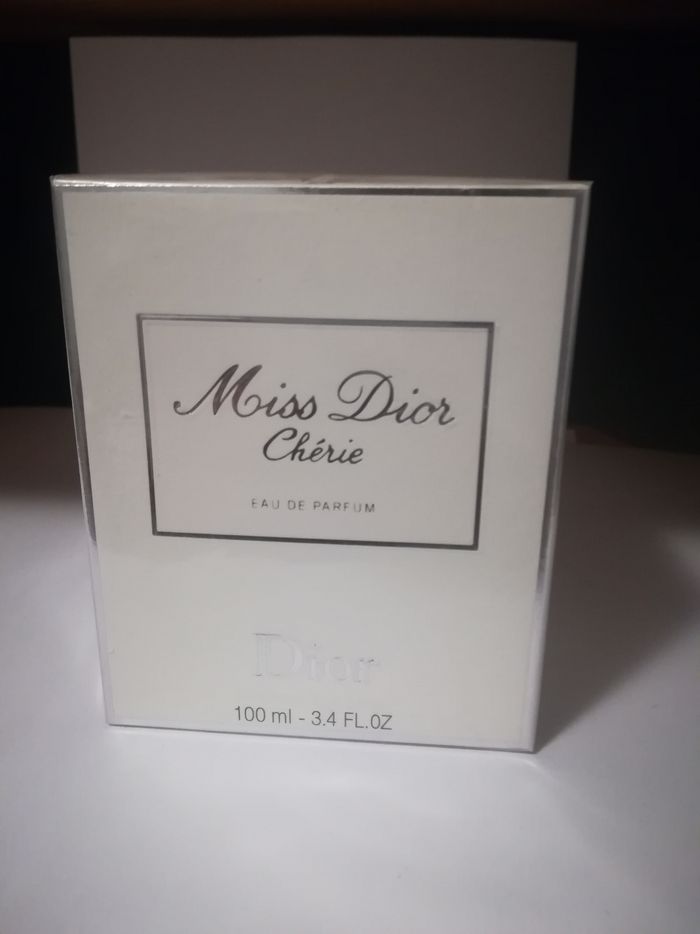 Miss Dior
Chérie
EAU DE PARFUM
Dior
100 ml - 3.4 FL.OZ